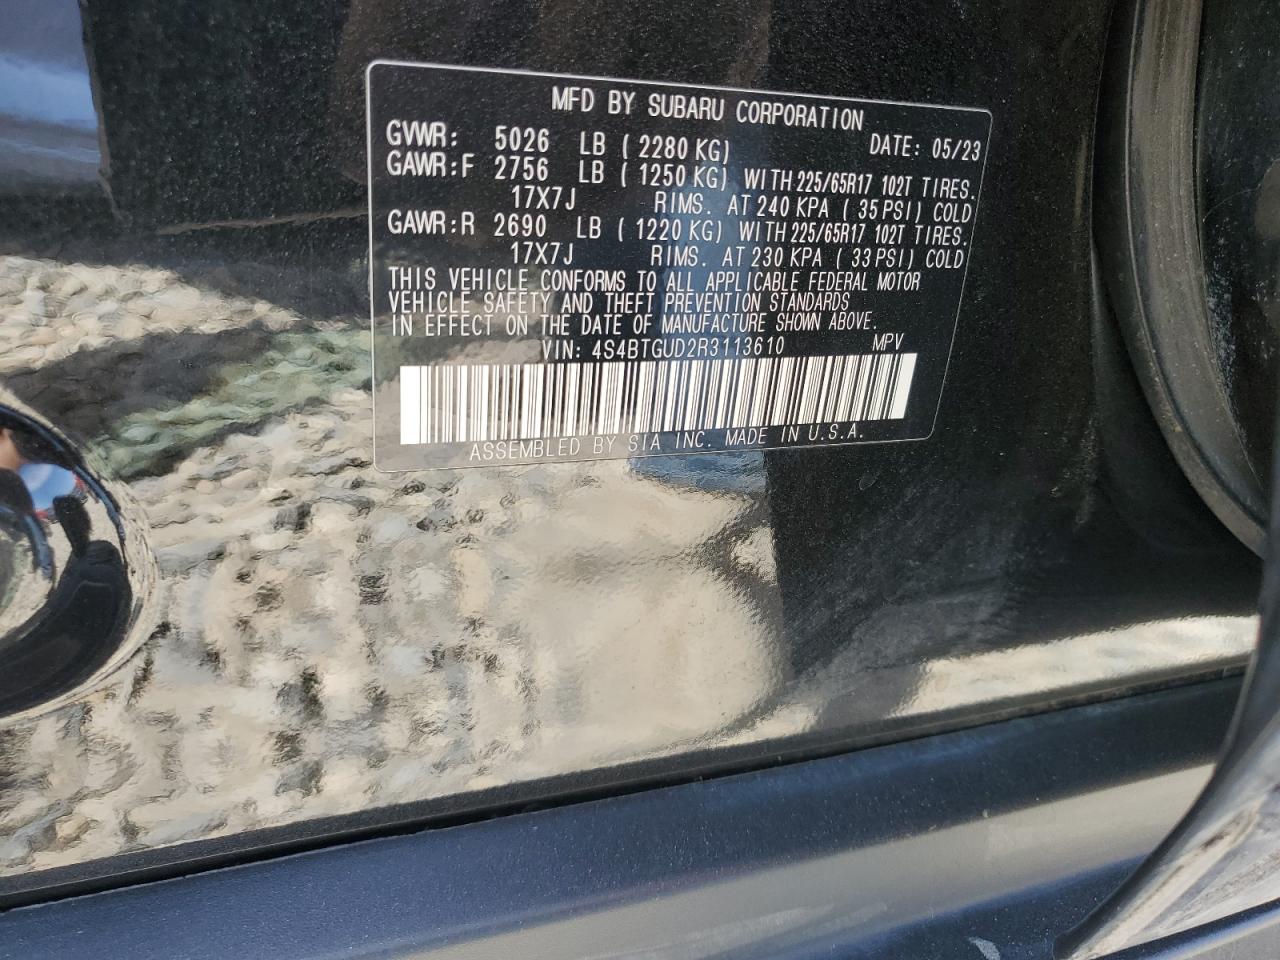 MFD BY SUBARU CORPORATION
GVWR: 5026 LB ( 2280 KG) DATE: 05/23
GAWR:F 2756 LB ( 1250 KG) WITH 225/65R17 102T TIRES.
17X7J RIMS. AT 240 KPA ( 35 PSI) COLD
GAWR:R 2690 LB ( 1220 KG) WITH 225/65R17 102T TIRES.
17X7J RIMS. AT 230 KPA ( 33 PSI) COLD
THIS VEHICLE CONFORMS TO ALL APPLICABLE FEDERAL MOTOR
VEHICLE SAFETY AND THEFT PREVENTION STANDARDS
IN EFFECT ON THE DATE OF MANUFACTURE SHOWN ABOVE.
VIN: 4S4BTGUD2R3113610 MPV
ASSEMBLED BY SIA INC. MADE IN U.S.A.